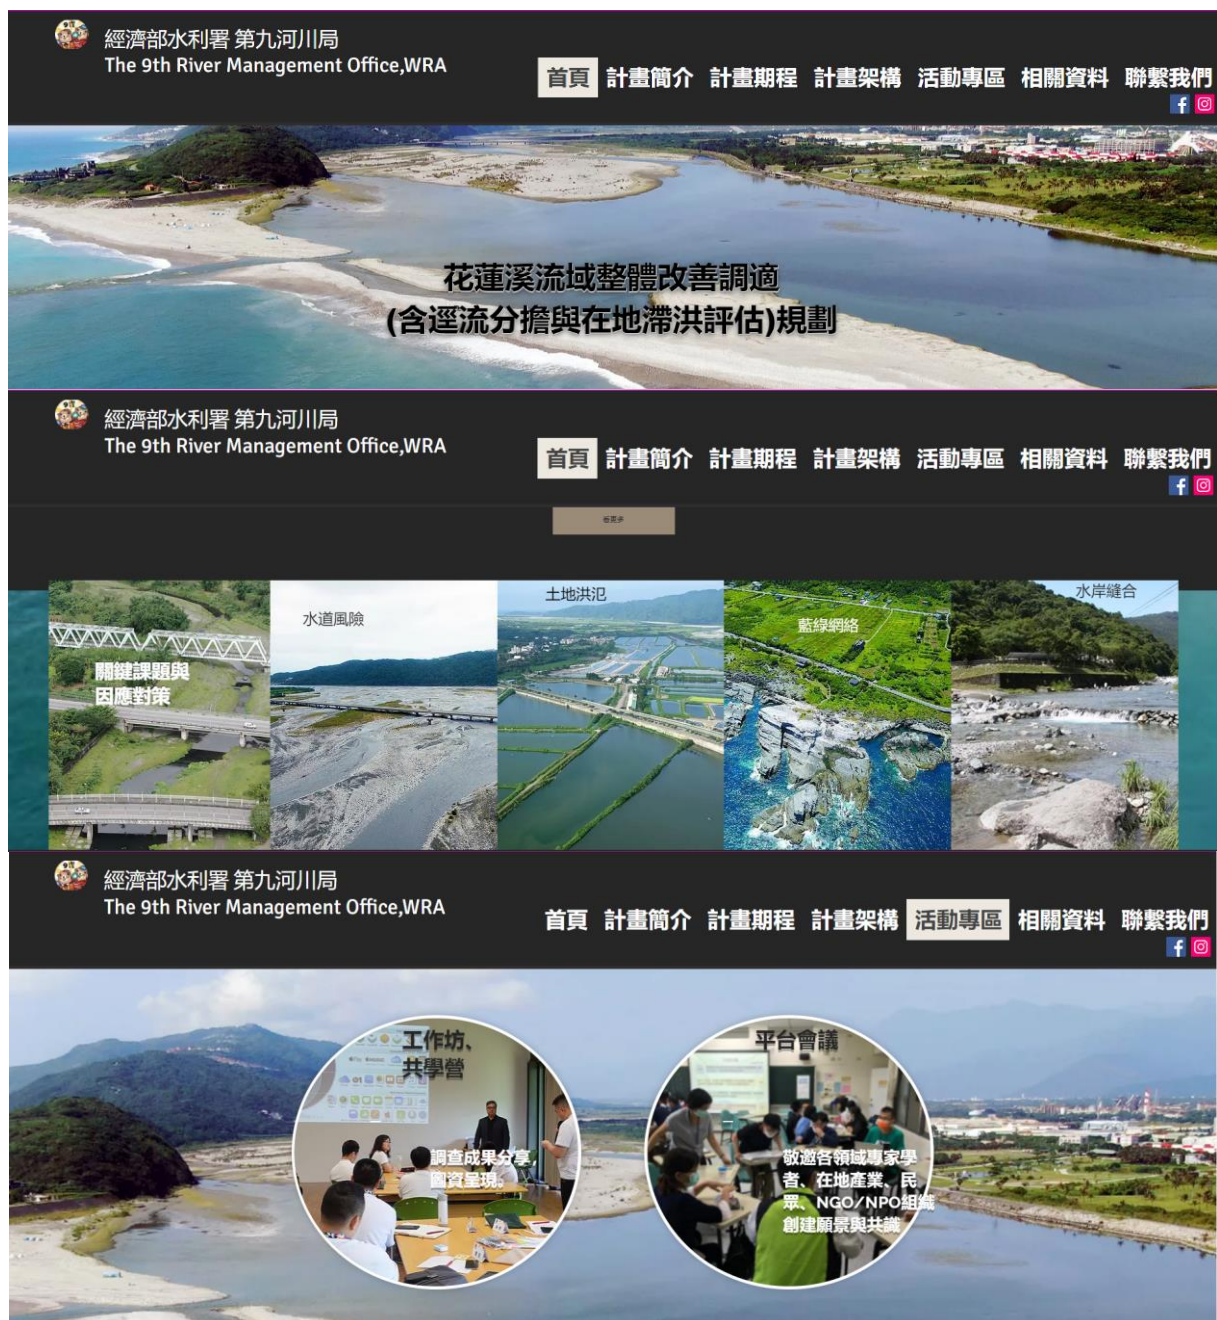 經濟部水利署 第九河川局
The 9th River Management Office,WRA
首頁 計畫簡介 計畫期程 計畫架構 活動專區 相關資料 聯繫我們
花蓮溪流域整體改善調適
(含逕流分擔與在地滯洪評估)規劃
經濟部水利署 第九河川局
The 9th River Management Office,WRA
首頁 計畫簡介 計畫期程 計畫架構 活動專區 相關資料 聯繫我們
看更多
關鍵課題與
因應對策
水道風險
土地洪氾
藍綠網絡
水岸縫合
經濟部水利署 第九河川局
The 9th River Management Office,WRA
首頁 計畫簡介 計畫期程 計畫架構 活動專區 相關資料 聯繫我們
工作坊、
共學營
調查成果分享,
圖資呈現。
平台會議
敬邀各領域專家學
者、在地產業、民
眾、NGO/NPO組織
創建願景與共識